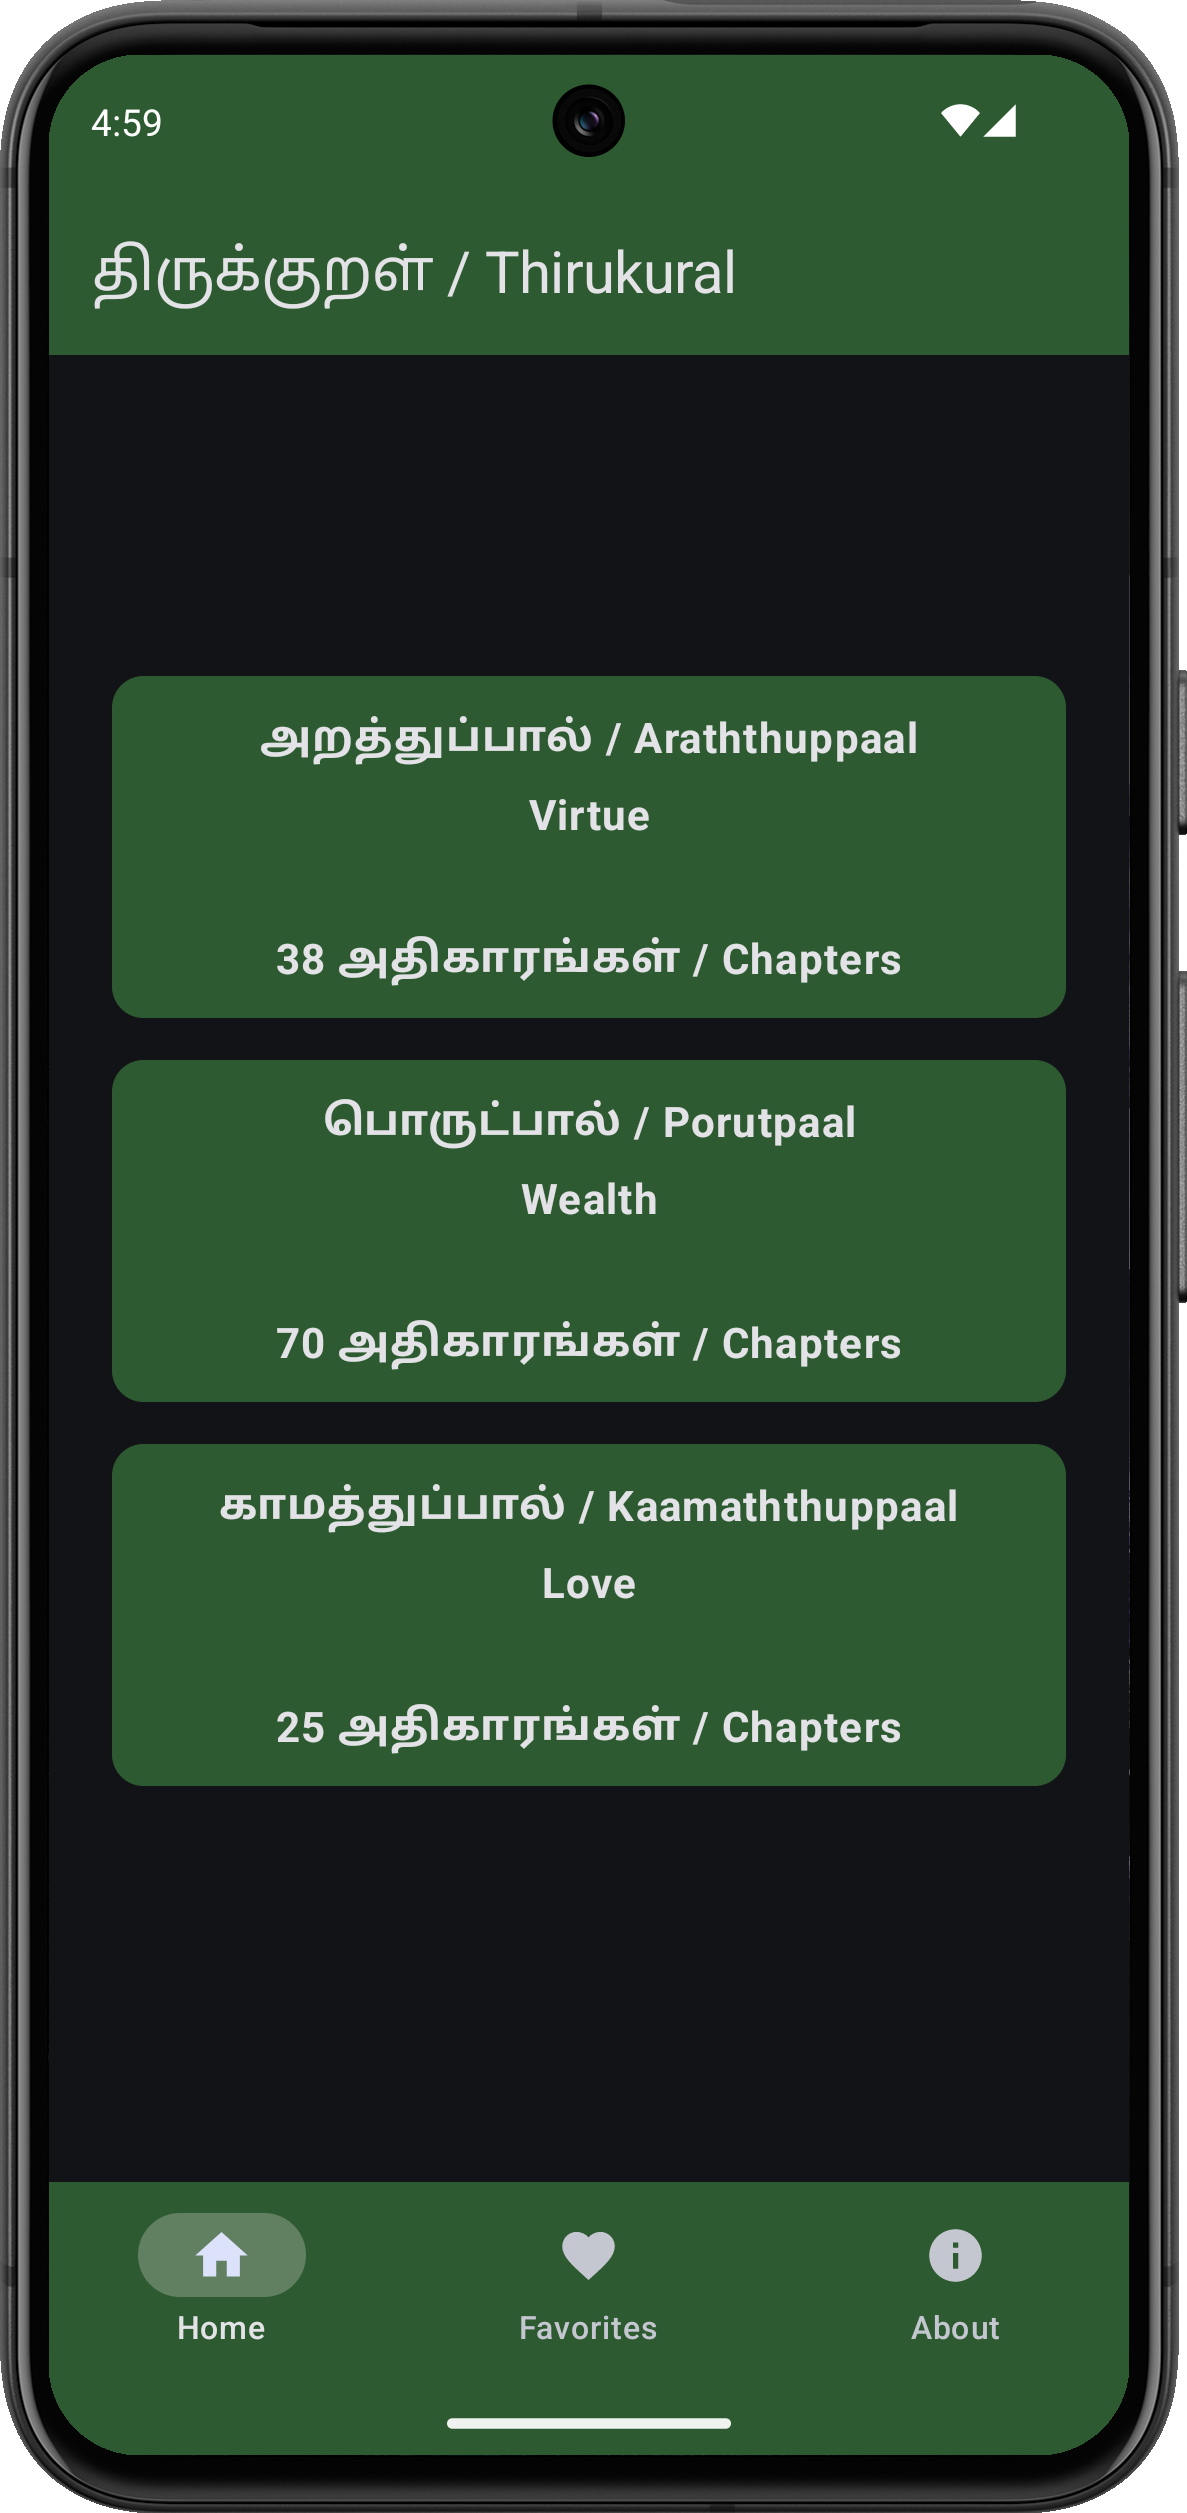 4:59
திருக்குறள் / Thirukural
அறத்துப்பால் / Araththuppaal
Virtue
38 அதிகாரங்கள் / Chapters
பொருட்பால் / Porutpaal
Wealth
70 அதிகாரங்கள் / Chapters
காமத்துப்பால் / Kaamaththuppaal
Love
25 அதிகாரங்கள் / Chapters
Home
Favorites
About